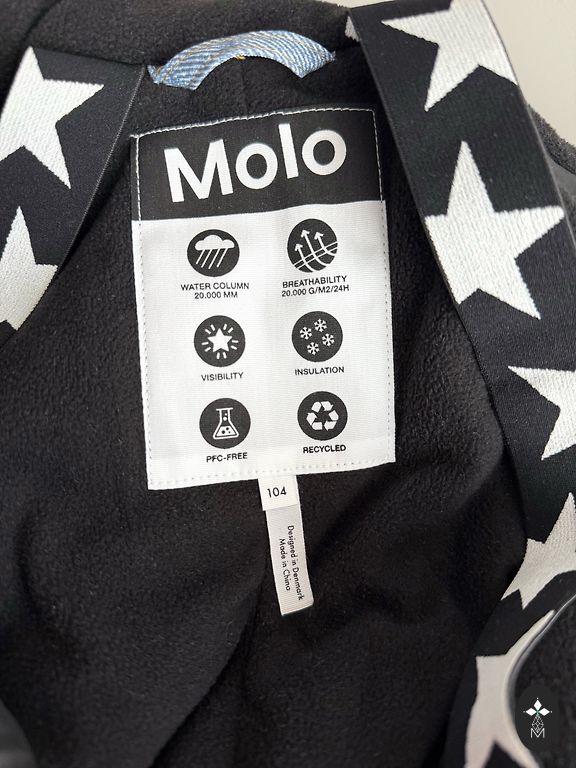 Molo
WATER COLUMN
20.000 MM
BREATHABILITY
20.000 G/M2/24H
VISIBILITY
INSULATION
PFC-FREE
RECYCLED
104
Designed in Denmark
Made in China
M